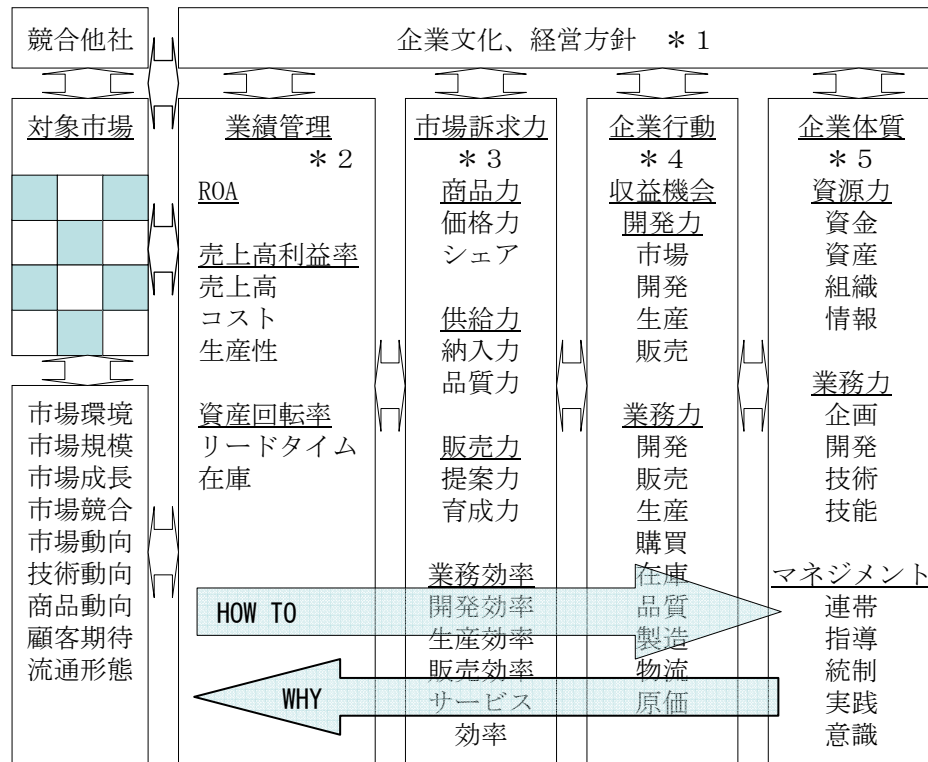 競合他社
企業文化、経営方針 ＊１
対象市場
市場環境
市場規模
市場成長
市場競合
市場動向
技術動向
商品動向
顧客期待
流通形態
業績管理
＊２
ROA
売上高利益率
売上高
コスト
生産性
資産回転率
リードタイム
在庫
市場訴求力
＊３
商品力
価格力
シェア
供給力
納入力
品質力
販売力
提案力
育成力
業務効率
開発効率
生産効率
販売効率
サービス
効率
企業行動
＊４
収益機会
開発力
市場
開発
生産
販売
業務力
開発
販売
生産
購買
在庫
品質
製造
物流
原価
企業体質
＊５
資源力
資金
資産
組織
情報
業務力
企画
開発
技術
技能
マネジメント
連帯
指導
統制
実践
意識
HOW TO
WHY